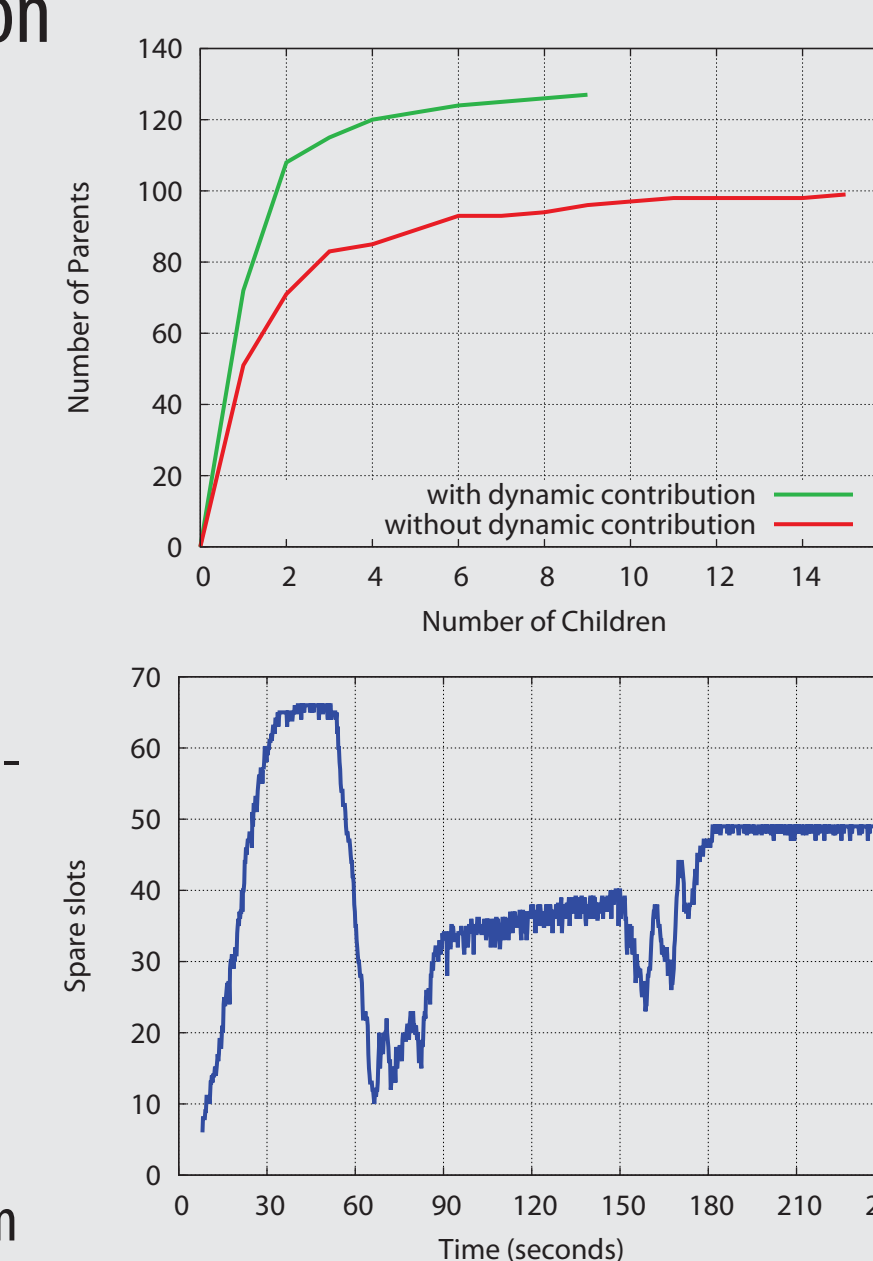 on
140
120
100
80
60
40
20
0
Number of Parents
with dynamic contribution
without dynamic contribution
0 2 4 6 8 10 12 14
Number of Children
70
60
50
40
30
20
10
0
Spare slots
-
0 30 60 90 120 150 180 210 2
Time (seconds)